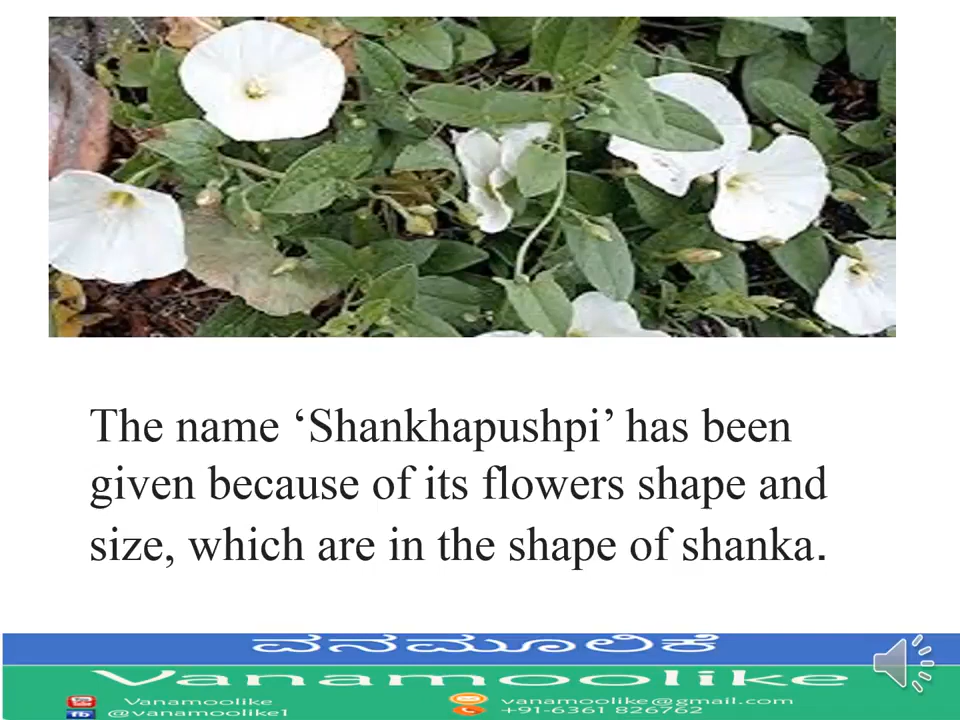 The name ‘Shankhapushpi’ has been
given because of its flowers shape and
size, which are in the shape of shanka.
ವನಮೂಲಿಕೆ
Vanamoolike
Vanamoolike
vanamoolike@gmail.com
@vanamoolike1
+91-6361 826762